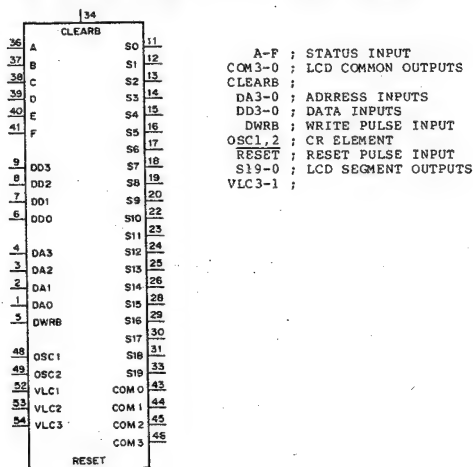 34
CLEARB
36 A
37 B
38 C
39 D
40 E
41 F
9 DD3
8 DD2
7 DD1
6 DD0
4 DA3
3 DA2
2 DA1
1 DA0
5 DWRB
48 OSC1
49 OSC2
52 VLC1
53 VLC2
54 VLC3
S0 11
S1 12
S2 13
S3 14
S4 15
S5 16
S6 17
S7 18
S8 19
S9 20
S10 22
S11 23
S12 24
S13 25
S14 26
S15 28
S16 29
S17 30
S18 31
S19 33
COM 0 43
COM 1 44
COM 2 45
COM 3 46
RESET
A-F ; STATUS INPUT
COM3-0 ; LCD COMMON OUTPUTS
CLEARB ;
DA3-0 ; ADRRESS INPUTS
DD3-0 ; DATA INPUTS
DWRB ; WRITE PULSE INPUT
OSC1,2 ; CR ELEMENT
RESET ; RESET PULSE INPUT
S19-0 ; LCD SEGMENT OUTPUTS
VLC3-1 ;